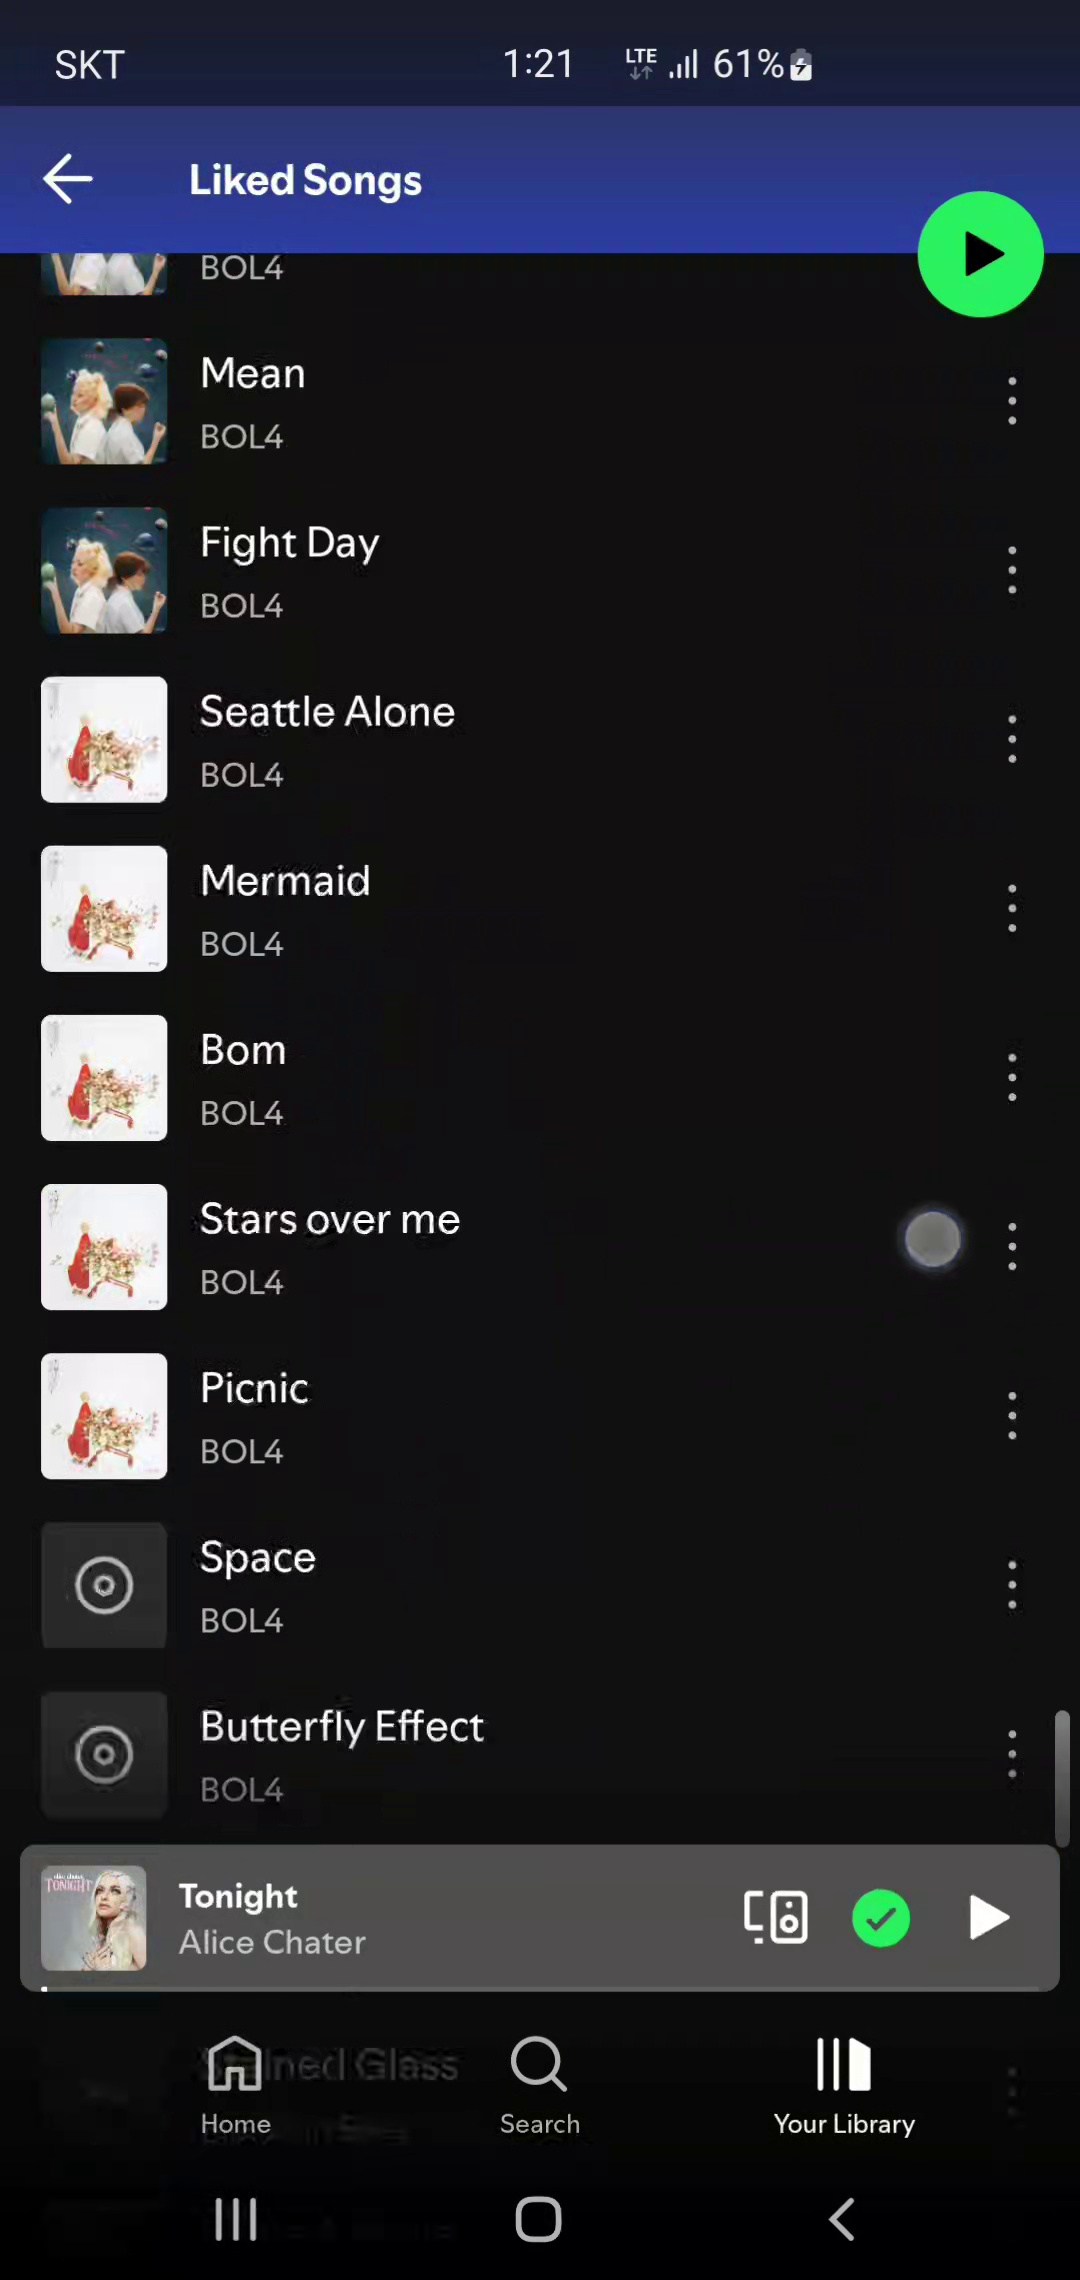 SKT 1:21 LTE 61%
Liked Songs
BOL4
Mean
BOL4
Fight Day
BOL4
Seattle Alone
BOL4
Mermaid
BOL4
Bom
BOL4
Stars over me
BOL4
Picnic
BOL4
Space
BOL4
Butterfly Effect
BOL4
TONIGHT
Tonight
Alice Chater
Stained Glass
Home
Search
Your Library